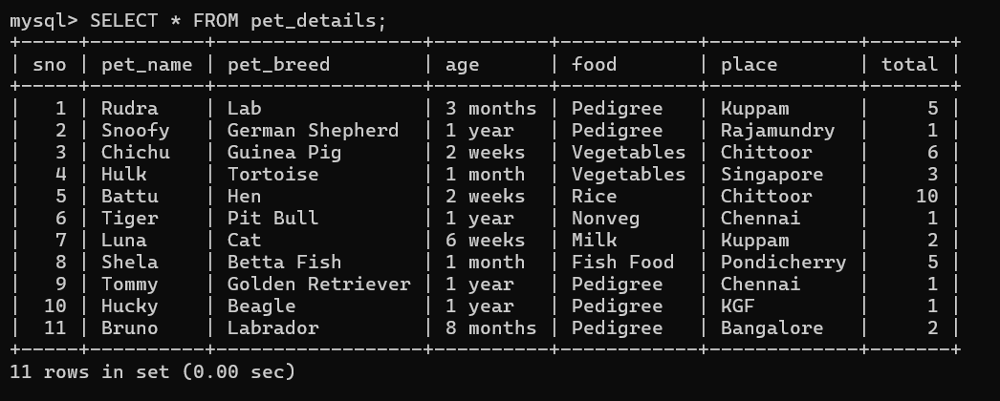 mysql> SELECT * FROM pet_details;
+-----+----------+------------------+----------+------------+-------------+-------+
| sno | pet_name | pet_breed        | age      | food       | place       | total |
+-----+----------+------------------+----------+------------+-------------+-------+
|   1 | Rudra    | Lab              | 3 months | Pedigree   | Kuppam      |     5 |
|   2 | Snoofy   | German Shepherd  | 1 year   | Pedigree   | Rajamundry  |     1 |
|   3 | Chichu   | Guinea Pig       | 2 weeks  | Vegetables | Chittoor    |     6 |
|   4 | Hulk     | Tortoise         | 1 month  | Vegetables | Singapore   |     3 |
|   5 | Battu    | Hen              | 2 weeks  | Rice       | Chittoor    |    10 |
|   6 | Tiger    | Pit Bull         | 1 year   | Nonveg     | Chennai     |     1 |
|   7 | Luna     | Cat              | 6 weeks  | Milk       | Kuppam      |     2 |
|   8 | Shela    | Betta Fish       | 1 month  | Fish Food  | Pondicherry |     5 |
|   9 | Tommy    | Golden Retriever | 1 year   | Pedigree   | Chennai     |     1 |
|  10 | Hucky    | Beagle           | 1 year   | Pedigree   | KGF         |     1 |
|  11 | Bruno    | Labrador         | 8 months | Pedigree   | Bangalore   |     2 |
+-----+----------+------------------+----------+------------+-------------+-------+
11 rows in set (0.00 sec)